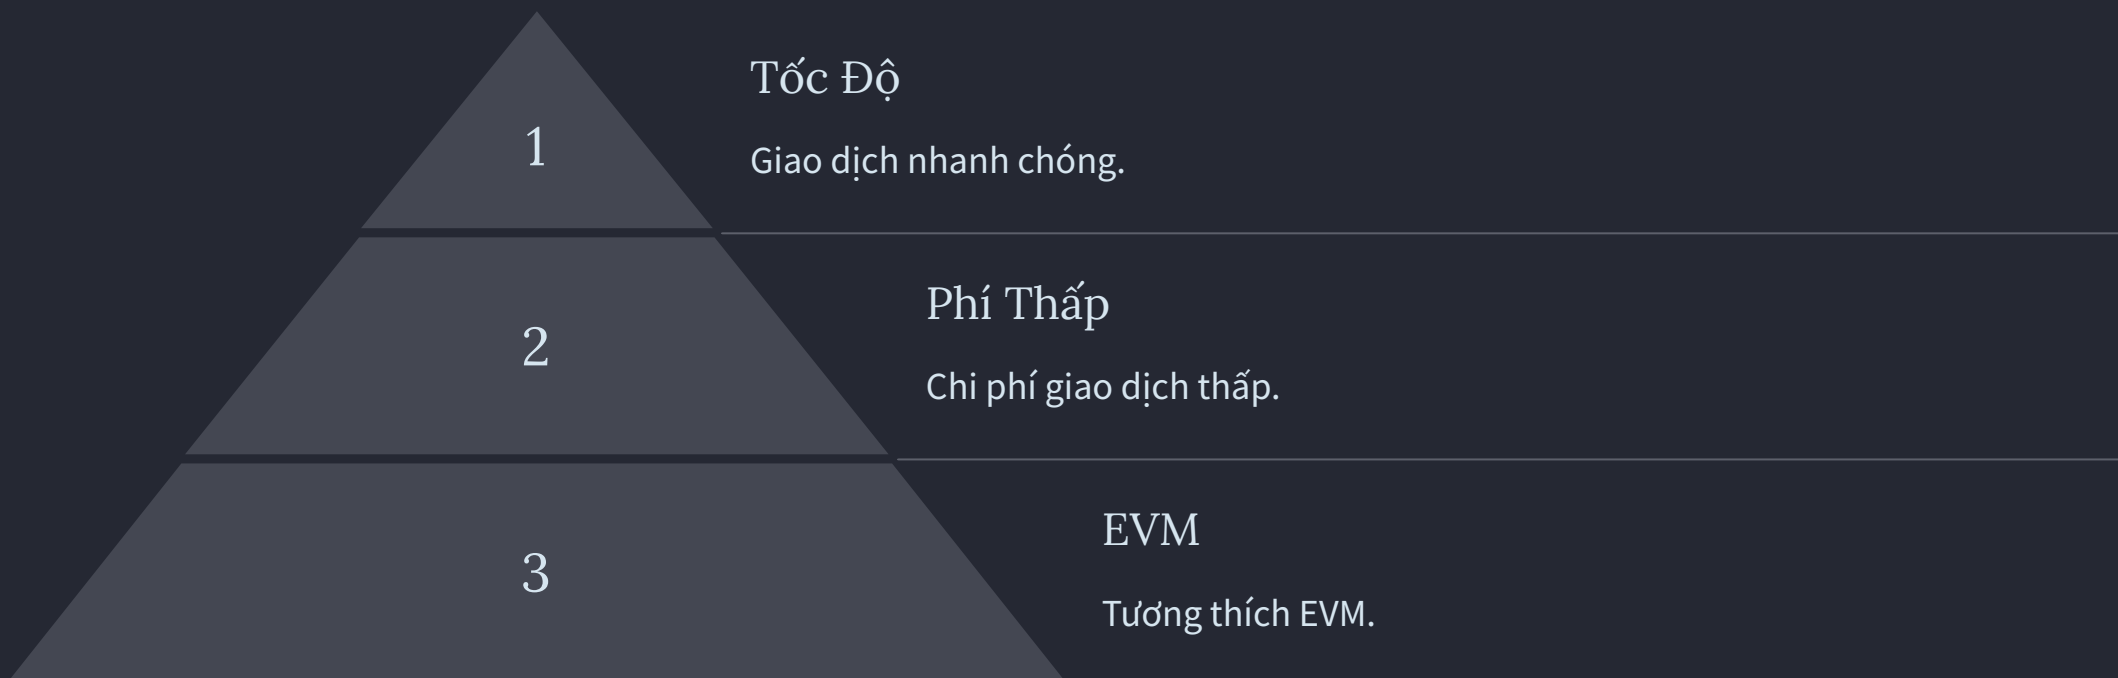 1
Tốc Độ
Giao dịch nhanh chóng.
2
Phí Thấp
Chi phí giao dịch thấp.
3
EVM
Tương thích EVM.